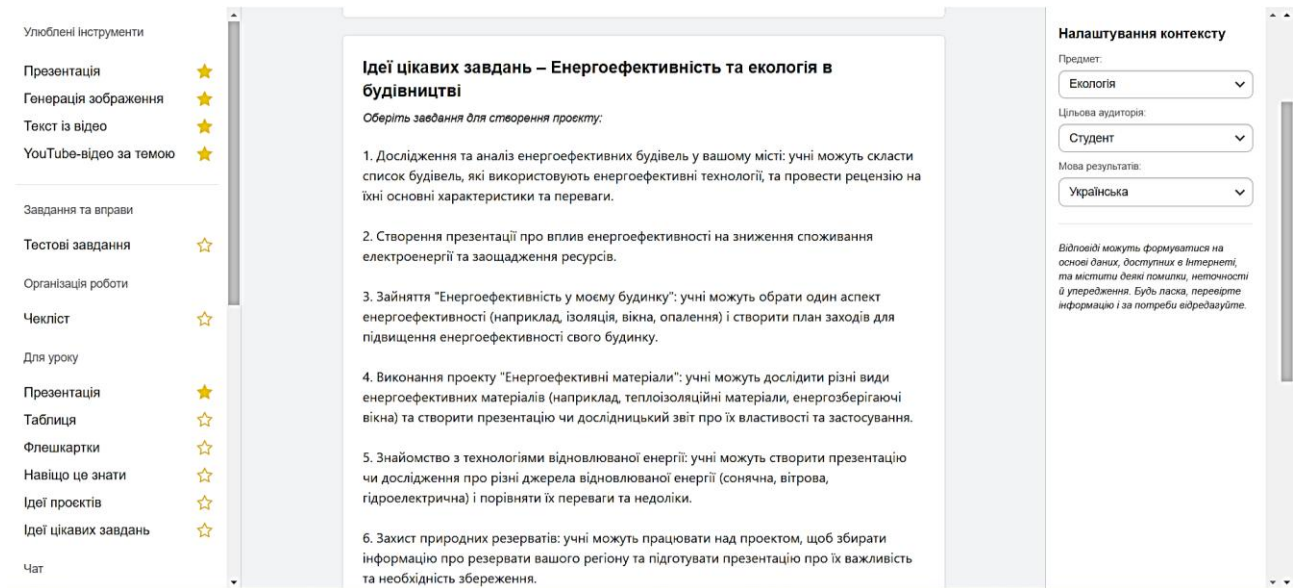 Улюблені інструменти
Презентація
Генерація зображення
Текст із відео
YouTube-відео за темою
Завдання та вправи
Тестові завдання
Організація роботи
Чекліст
Для уроку
Презентація
Таблиця
Флешкартки
Навіщо це знати
Ідеї проєктів
Ідеї цікавих завдань
Чат
Ідеї цікавих завдань – Енергоефективність та екологія в
будівництві
Оберіть завдання для створення проєкту:
1. Дослідження та аналіз енергоефективних будівель у вашому місті: учні можуть скласти
список будівель, які використовують енергоефективні технології, та провести рецензію на
їхні основні характеристики та переваги.
2. Створення презентації про вплив енергоефективності на зниження споживання
електроенергії та заощадження ресурсів.
3. Зайняття "Енергоефективність у моєму будинку": учні можуть обрати один аспект
енергоефективності (наприклад, ізоляція, вікна, опалення) і створити план заходів для
підвищення енергоефективності свого будинку.
4. Виконання проекту "Енергоефективні матеріали": учні можуть дослідити різні види
енергоефективних матеріалів (наприклад, теплоізоляційні матеріали, енергозберігаючі
вікна) та створити презентацію чи дослідницький звіт про їх властивості та застосування.
5. Знайомство з технологіями відновлюваної енергії: учні можуть створити презентацію
чи дослідження про різні джерела відновлюваної енергії (сонячна, вітрова,
гідроелектрична) і порівняти їх переваги та недоліки.
6. Захист природних резерватів: учні можуть працювати над проектом, щоб збирати
інформацію про резервати вашого регіону та підготувати презентацію про їх важливість
та необхідність збереження.
Налаштування контексту
Предмет:
Екологія
Цільова аудиторія:
Студент
Мова результатів:
Українська
Відповіді можуть формуватися на
основі даних, доступних в Інтернеті,
та містити деякі помилки, неточності
й упередження. Будь ласка, перевірте
інформацію і за потреби відредагуйте.